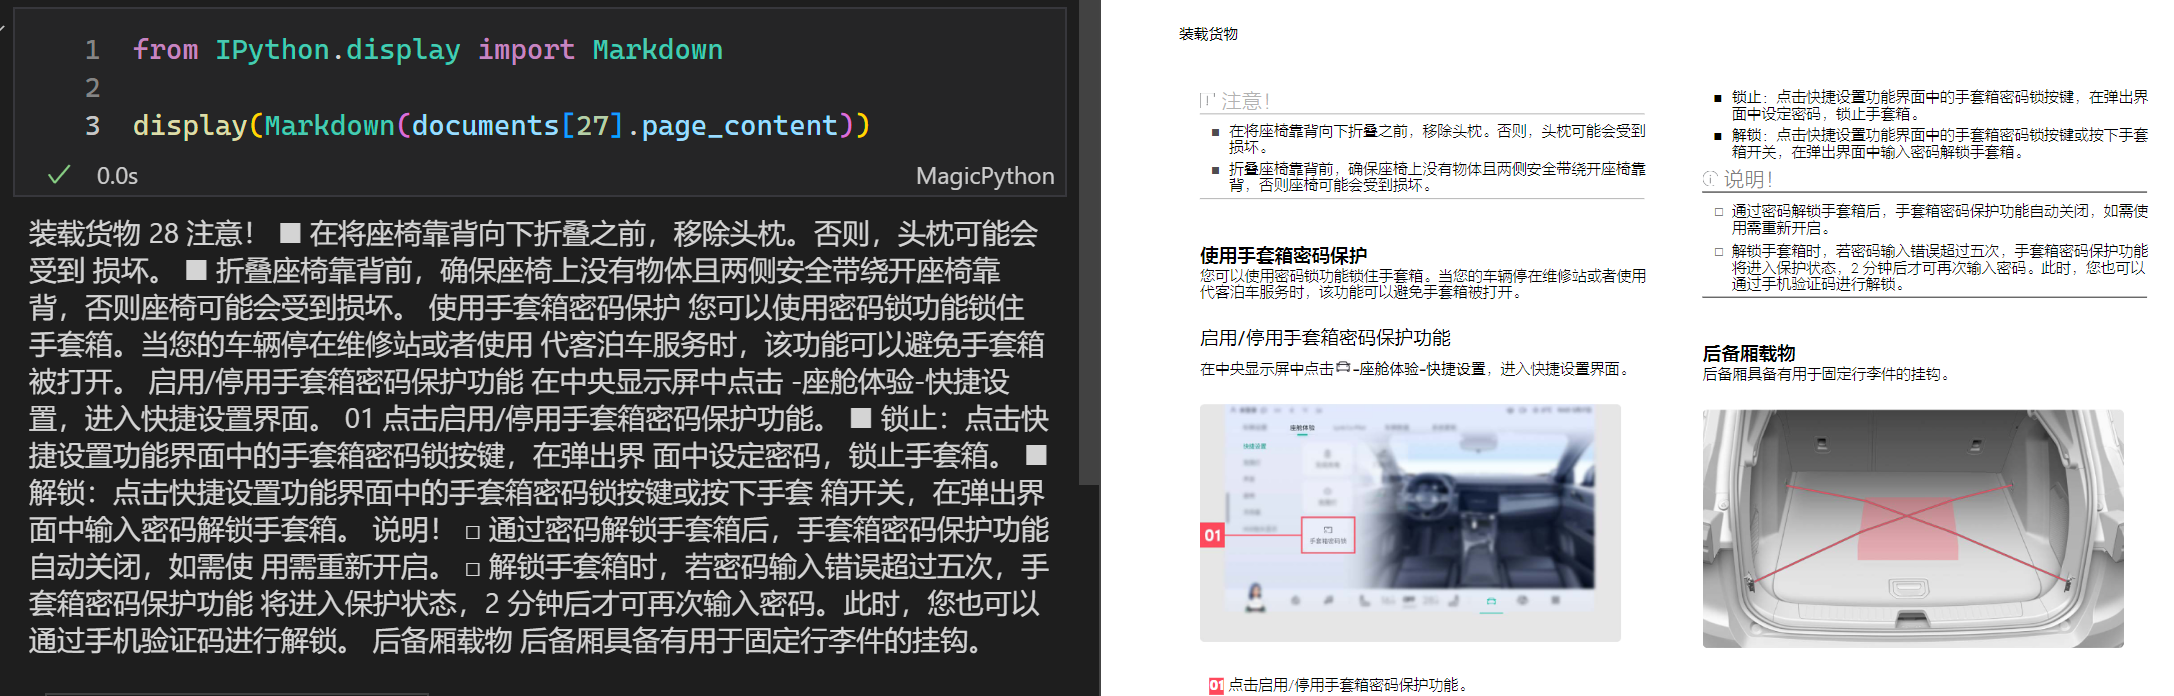 1 from IPython.display import Markdown
2
3 display(Markdown(documents[27].page_content))
0.0s
MagicPython
装载货物 28 注意！ ■ 在将座椅靠背向下折叠之前，移除头枕。否则，头枕可能会
受到 损坏。 ■ 折叠座椅靠背前，确保座椅上没有物体且两侧安全带绕开座椅靠
背，否则座椅可能会受到损坏。 使用手套箱密码保护 您可以使用密码锁功能锁住
手套箱。当您的车辆停在维修站或者使用 代客泊车服务时，该功能可以避免手套箱
被打开。 启用/停用手套箱密码保护功能 在中央显示屏中点击 -座舱体验-快捷设
置，进入快捷设置界面。 01 点击启用/停用手套箱密码保护功能。 ■ 锁止：点击快
捷设置功能界面中的手套箱密码锁按键，在弹出界 面中设定密码，锁止手套箱。 ■
解锁：点击快捷设置功能界面中的手套箱密码锁按键或按下手套 箱开关，在弹出界
面中输入密码解锁手套箱。 说明！ □ 通过密码解锁手套箱后，手套箱密码保护功能
自动关闭，如需使 用需重新开启。 □ 解锁手套箱时，若密码输入错误超过五次，手
套箱密码保护功能 将进入保护状态，2 分钟后才可再次输入密码。此时，您也可以
通过手机验证码进行解锁。 后备厢载物 后备厢具备有用于固定行李件的挂钩。
装载货物
注意！
■ 在将座椅靠背向下折叠之前，移除头枕。否则，头枕可能会受到
损坏。
■ 折叠座椅靠背前，确保座椅上没有物体且两侧安全带绕开座椅靠
背，否则座椅可能会受到损坏。
使用手套箱密码保护
您可以使用密码锁功能锁住手套箱。当您的车辆停在维修站或者使用
代客泊车服务时，该功能可以避免手套箱被打开。
启用/停用手套箱密码保护功能
在中央显示屏中点击-座舱体验-快捷设置，进入快捷设置界面。
座舱体验
快捷设置
01
手套箱密码锁
01 点击启用/停用手套箱密码保护功能。
■ 锁止：点击快捷设置功能界面中的手套箱密码锁按键，在弹出界
面中设定密码，锁止手套箱。
■ 解锁：点击快捷设置功能界面中的手套箱密码锁按键或按下手套
箱开关，在弹出界面中输入密码解锁手套箱。
说明！
□ 通过密码解锁手套箱后，手套箱密码保护功能自动关闭，如需使
用需重新开启。
□ 解锁手套箱时，若密码输入错误超过五次，手套箱密码保护功能
将进入保护状态，2 分钟后才可再次输入密码。此时，您也可以
通过手机验证码进行解锁。
后备厢载物
后备厢具备有用于固定行李件的挂钩。